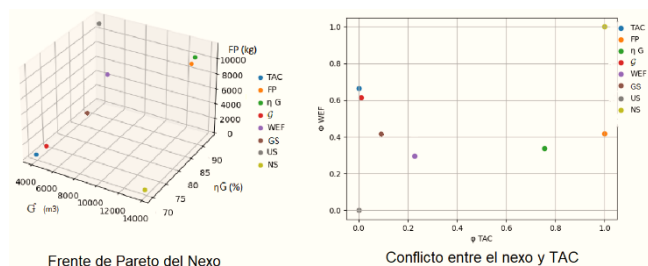 FP (kg)
10000
8000
6000
4000
2000
0
90
85
80
75
70
ηG (%)
4000
6000
8000
10000
12000
14000
G (m3)
TAC
FP
η G
G
WEF
GS
US
NS
Frente de Pareto del Nexo
1.0
0.8
0.6
0.4
0.2
0.0
Φ WEF
0.0 0.2 0.4 0.6 0.8 1.0
φ TAC
TAC
FP
η G
G
WEF
GS
US
NS
Conflicto entre el nexo y TAC